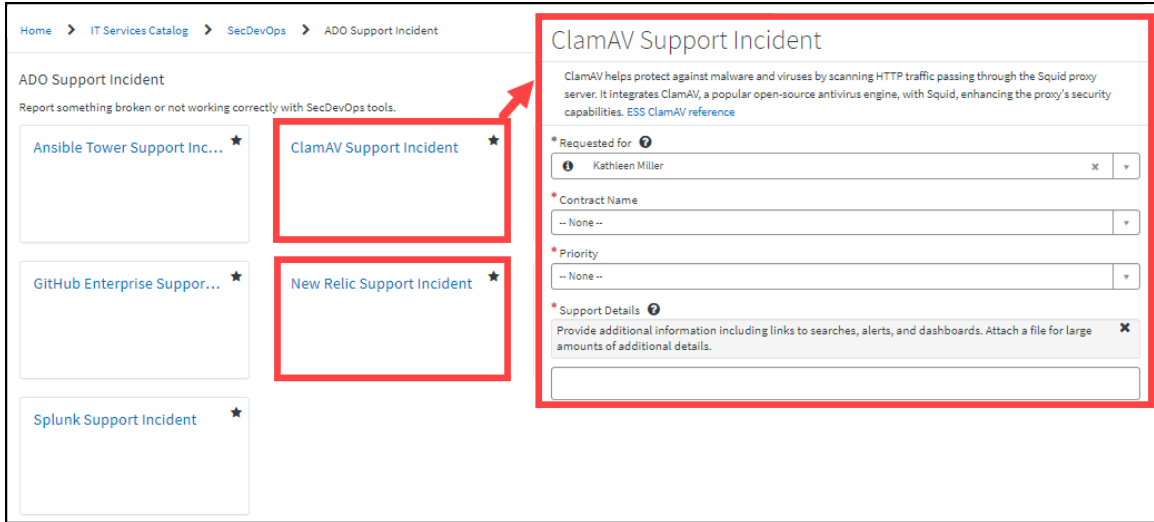 Home > IT Services Catalog > SecDevOps > ADO Support Incident
ADO Support Incident
Report something broken or not working correctly with SecDevOps tools.
Ansible Tower Support Inc...
ClamAV Support Incident
GitHub Enterprise Suppor...
New Relic Support Incident
Splunk Support Incident
ClamAV Support Incident
ClamAV helps protect against malware and viruses by scanning HTTP traffic passing through the Squid proxy
server. It integrates ClamAV, a popular open-source antivirus engine, with Squid, enhancing the proxy's security
capabilities. ESS ClamAV reference
* Requested for
Kathleen Miller
* Contract Name
-- None --
* Priority
-- None --
* Support Details
Provide additional information including links to searches, alerts, and dashboards. Attach a file for large
amounts of additional details.